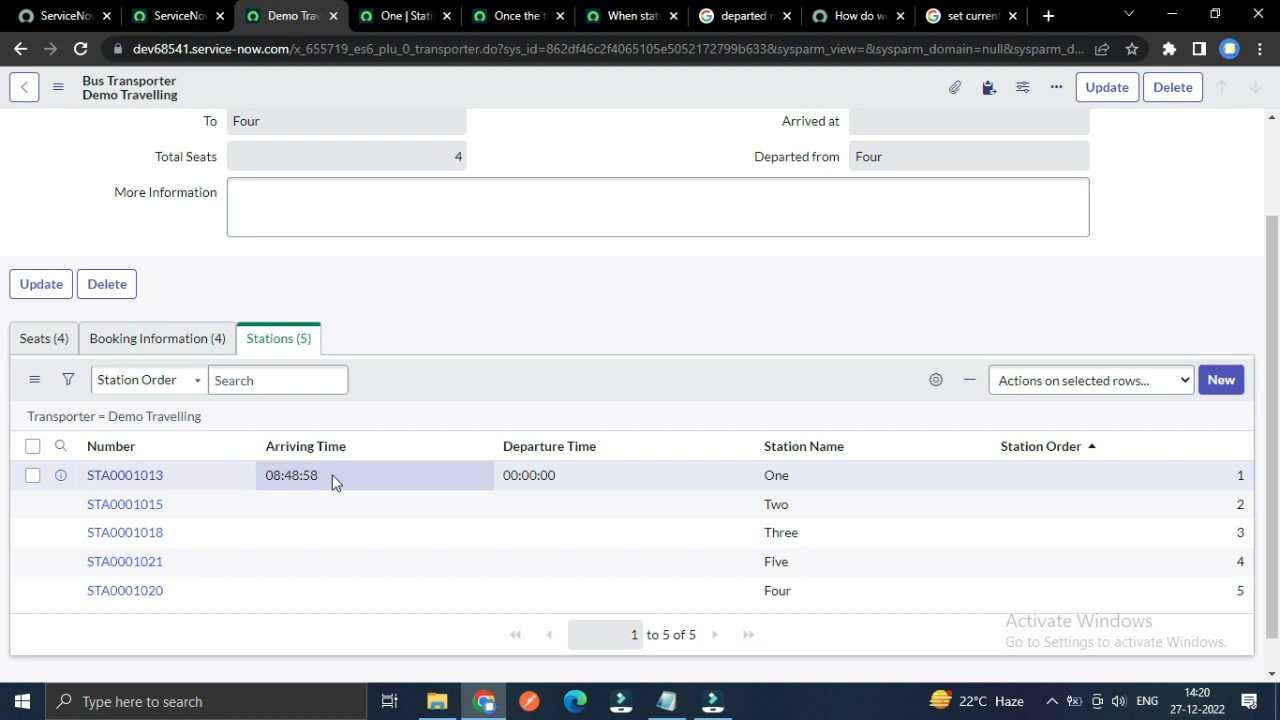 ServiceNo
ServiceNo
Demo Trav
One | Stati
Once the t
When stat
departed n
How do we
set current
dev68541.service-now.com/x_655719_es6_plu_0_transporter.do?sys_id=862df46c2f4065105e5052172799b633&sysparm_view=&sysparm_domain=null&sysparm_d...
Bus Transporter
Demo Travelling
Update
Delete
To
Four
Arrived at
Total Seats
4
Departed from
Four
More Information
Update
Delete
Seats (4)
Booking Information (4)
Stations (5)
Station Order
Search
Actions on selected rows...
New
Transporter = Demo Travelling
Number
Arriving Time
Departure Time
Station Name
Station Order
STA0001013
08:48:58
00:00:00
One
1
STA0001015
Two
2
STA0001018
Three
3
STA0001021
Five
4
STA0001020
Four
5
1
to 5 of 5
Activate Windows
Go to Settings to activate Windows.
Type here to search
22°C Haze
ENG
14:20
27-12-2022